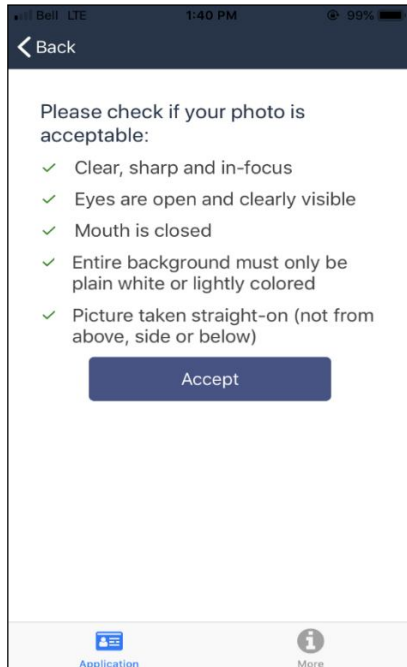 Bell LTE 1:40 PM 99%
Back
Please check if your photo is
acceptable:
Clear, sharp and in-focus
Eyes are open and clearly visible
Mouth is closed
Entire background must only be
plain white or lightly colored
Picture taken straight-on (not from
above, side or below)
Accept
Application More